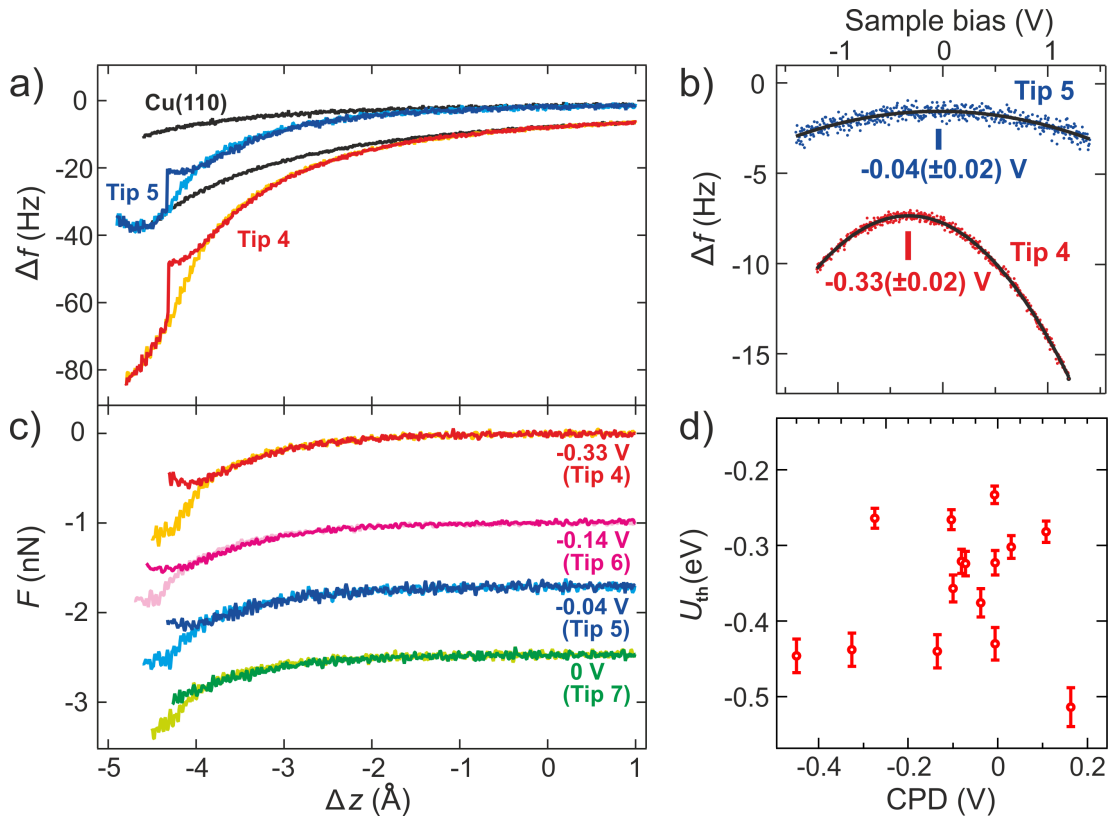 a)
Δf (Hz)
0
-20
-40
-60
-80
Cu(110)
Tip 5
Tip 4
b)
Sample bias (V)
-1
0
1
Δf (Hz)
0
-5
-10
-15
Tip 5
-0.04(±0.02) V
Tip 4
-0.33(±0.02) V
c)
F (nN)
0
-1
-2
-3
-0.33 V
(Tip 4)
-0.14 V
(Tip 6)
-0.04 V
(Tip 5)
0 V
(Tip 7)
-5
-4
-3
-2
-1
0
1
Δz (Å)
d)
Uth(eV)
-0.2
-0.3
-0.4
-0.5
-0.4
-0.2
0
0.2
CPD (V)